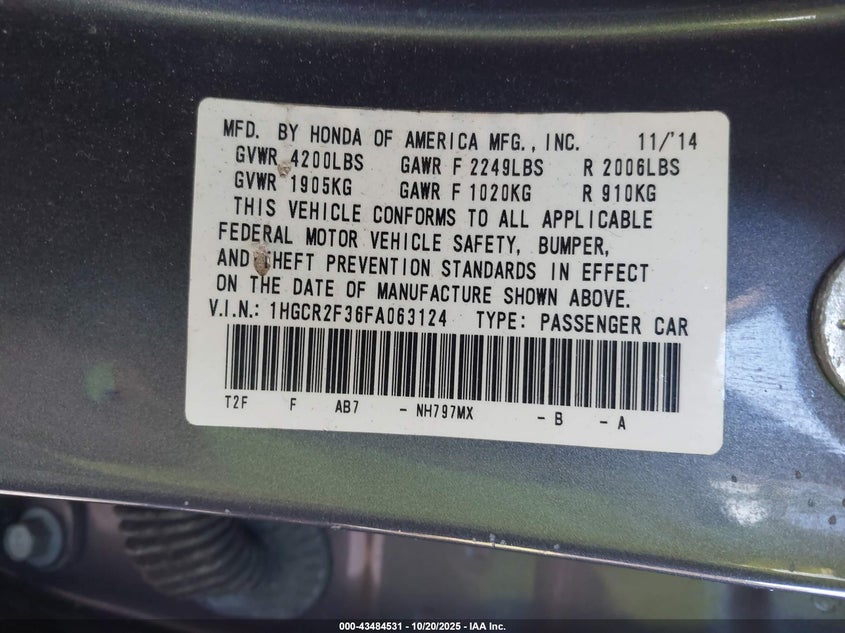 MFD. BY HONDA OF AMERICA MFG., INC. 11/'14
GVWR 4200LBS GAWR F 2249LBS R 2006LBS
GVWR 1905KG GAWR F 1020KG R 910KG
THIS VEHICLE CONFORMS TO ALL APPLICABLE
FEDERAL MOTOR VEHICLE SAFETY, BUMPER,
AND THEFT PREVENTION STANDARDS IN EFFECT
ON THE DATE OF MANUFACTURE SHOWN ABOVE.
V.I.N.: 1HGCR2F36FA063124 TYPE: PASSENGER CAR
T2F F AB7 - NH797MX - B - A
000-43484531 - 10/20/2025 - IAA Inc.